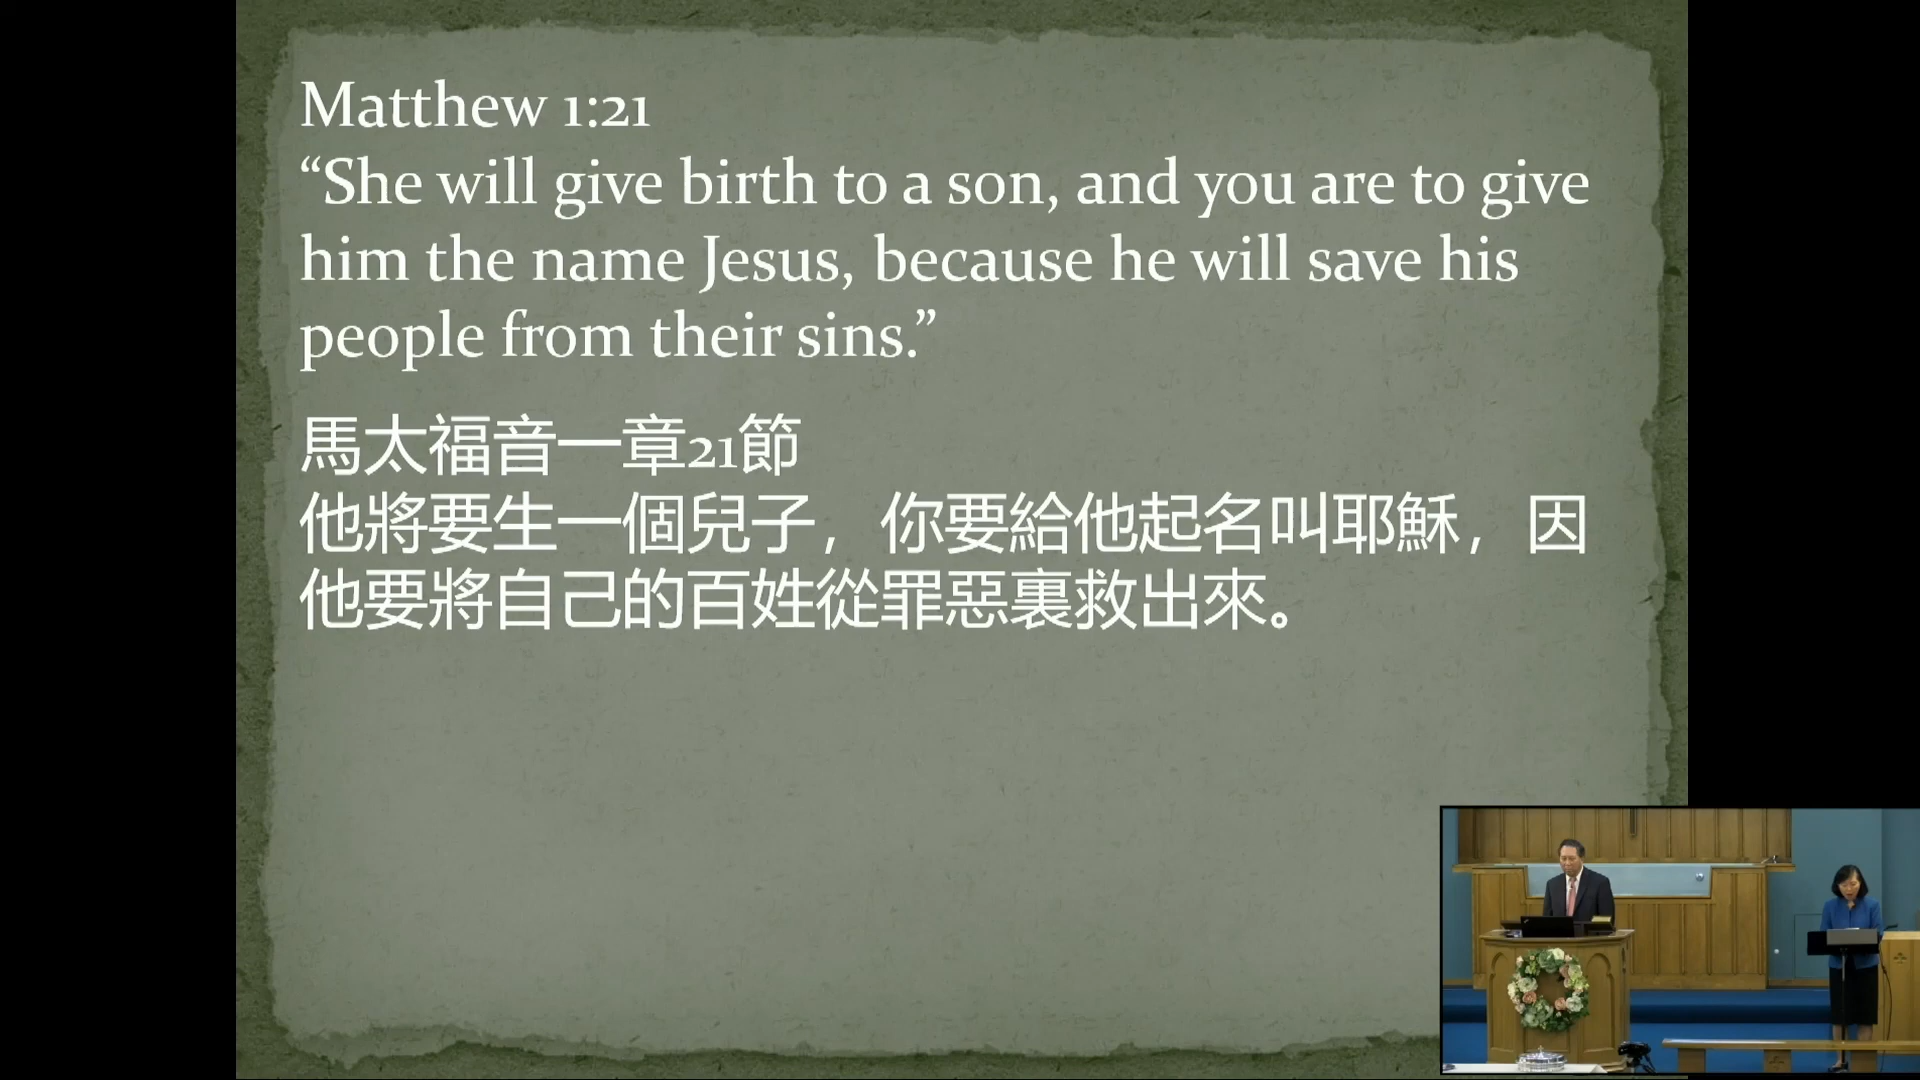 Matthew 1:21
“She will give birth to a son, and you are to give
him the name Jesus, because he will save his
people from their sins.”
馬太福音一章21節
他將要生一個兒子，你要給他起名叫耶穌，因
他要將自己的百姓從罪惡裏救出來。